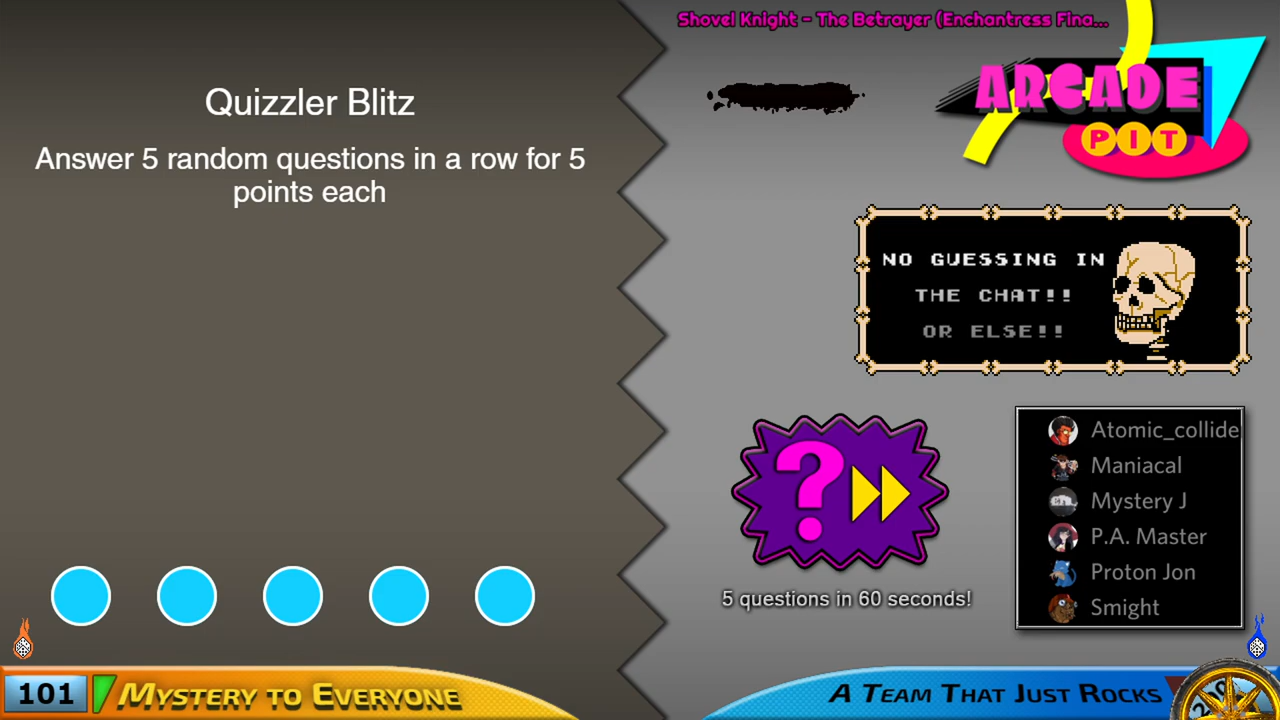 Shovel Knight - The Betrayer (Enchantress Fina...
ARCADE
PIT
Quizzler Blitz
Answer 5 random questions in a row for 5
points each
NO GUESSING IN
THE CHAT!!
OR ELSE!!
Atomic_collide
Maniacal
Mystery J
P.A. Master
Proton Jon
Smight
?
5 questions in 60 seconds!
101
MYSTERY TO EVERYONE
A TEAM THAT JUST ROCKS